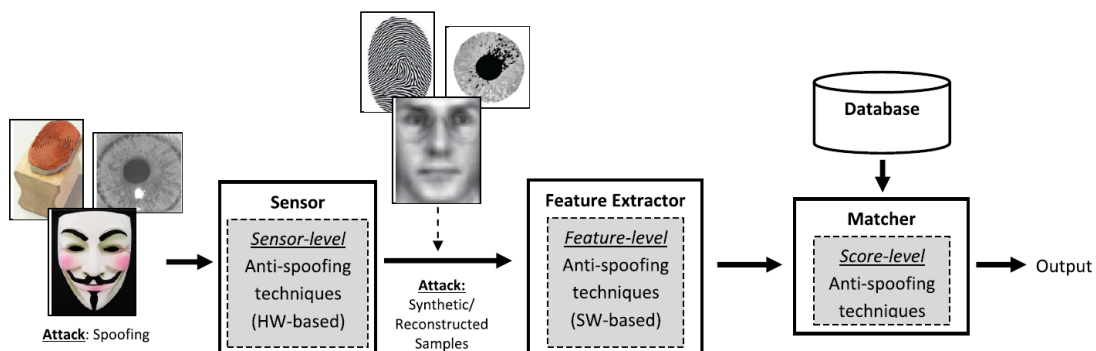 Attack: Spoofing
Sensor
Sensor-level
Anti-spoofing
techniques
(HW-based)
Attack:
Synthetic/
Reconstructed
Samples
Feature Extractor
Feature-level
Anti-spoofing
techniques
(SW-based)
Database
Matcher
Score-level
Anti-spoofing
techniques
Output